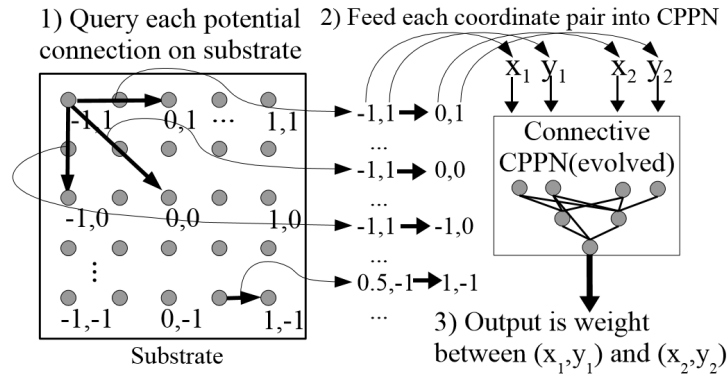 1) Query each potential
connection on substrate
2) Feed each coordinate pair into CPPN
x1 y1 x2 y2
-1,1 0,1 ... 1,1
-1,0 0,0 1,0
⋮
-1,-1 0,-1 1,-1
Substrate
-1,1 0,1
...
-1,1 0,0
...
-1,1 -1,0
...
0.5,-1 1,-1
...
Connective
CPPN(evolved)
3) Output is weight
between (x1,y1) and (x2,y2)